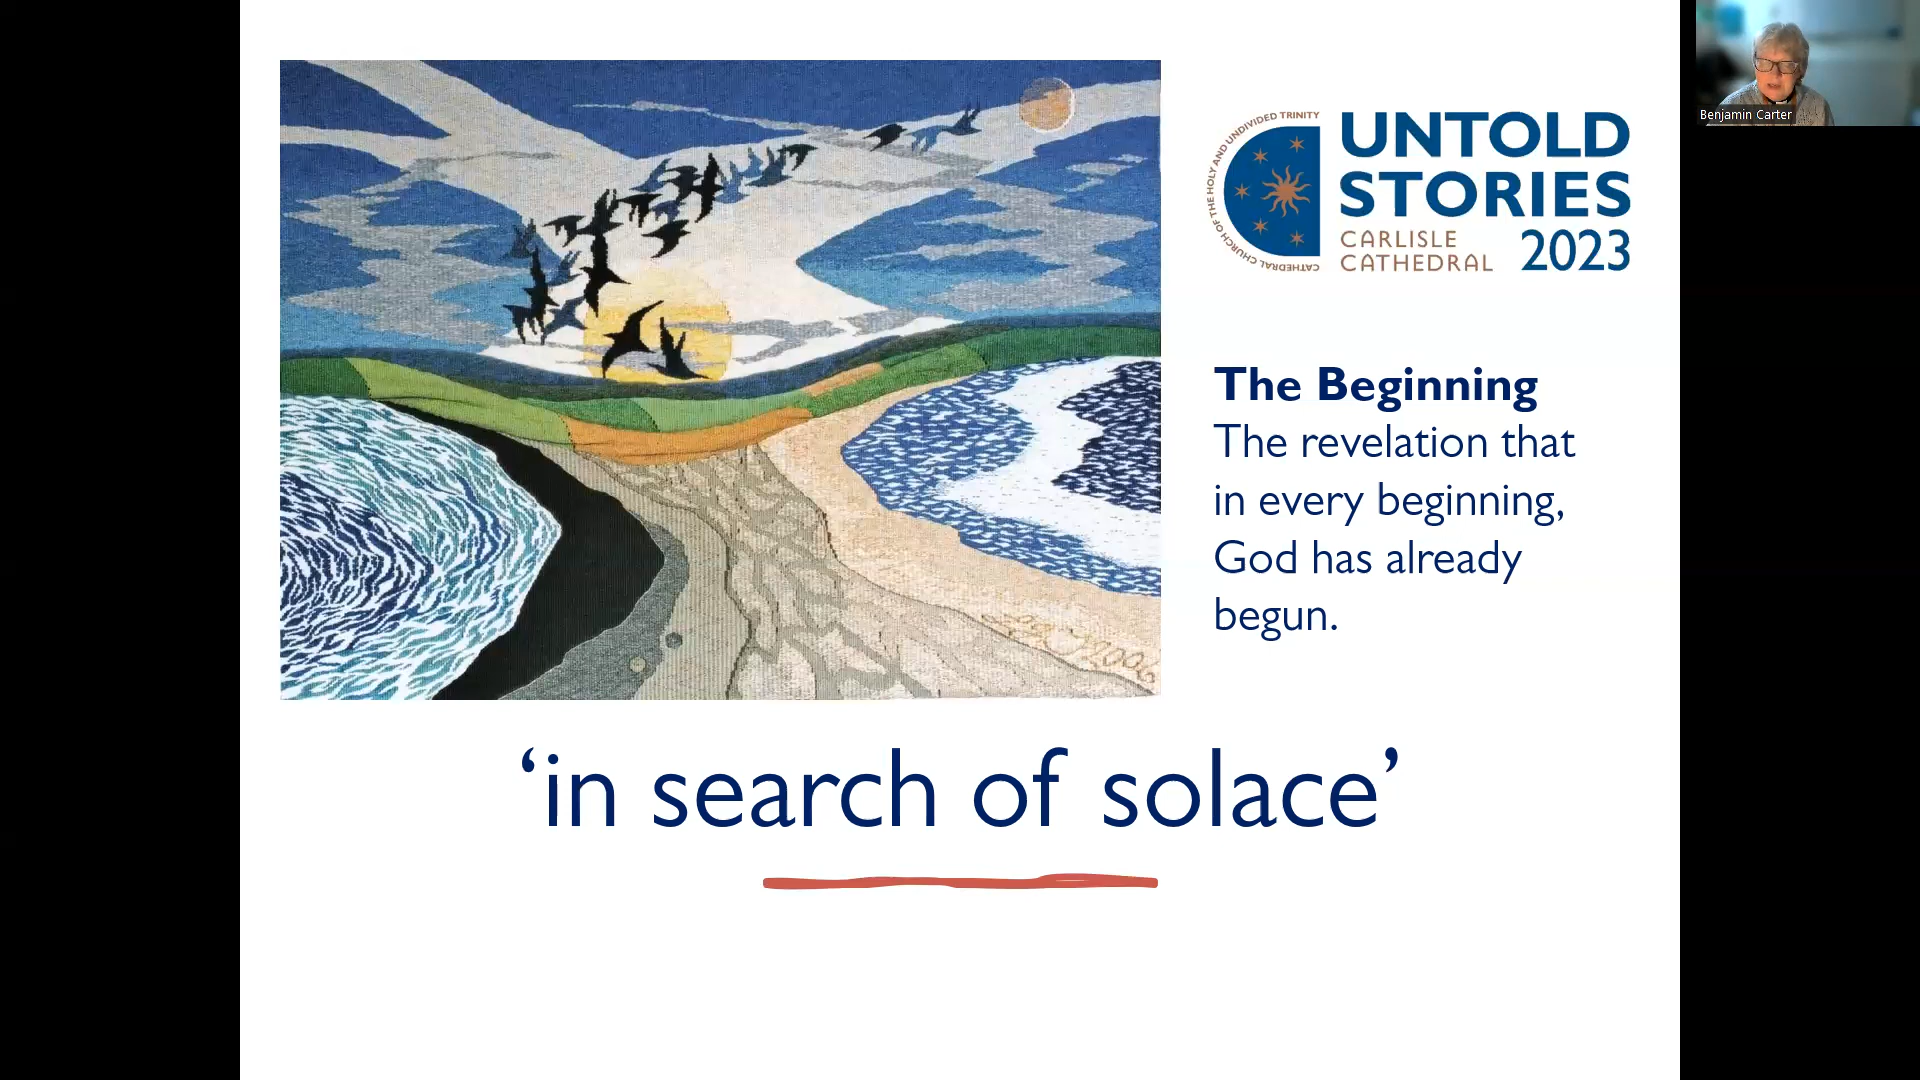 CATHEDRAL CHURCH OF THE HOLY AND UNDIVIDED TRINITY
UNTOLD
STORIES
CARLISLE
CATHEDRAL
2023
Benjamin Carter
The Beginning
The revelation that
in every beginning,
God has already
begun.
2006
‘in search of solace’